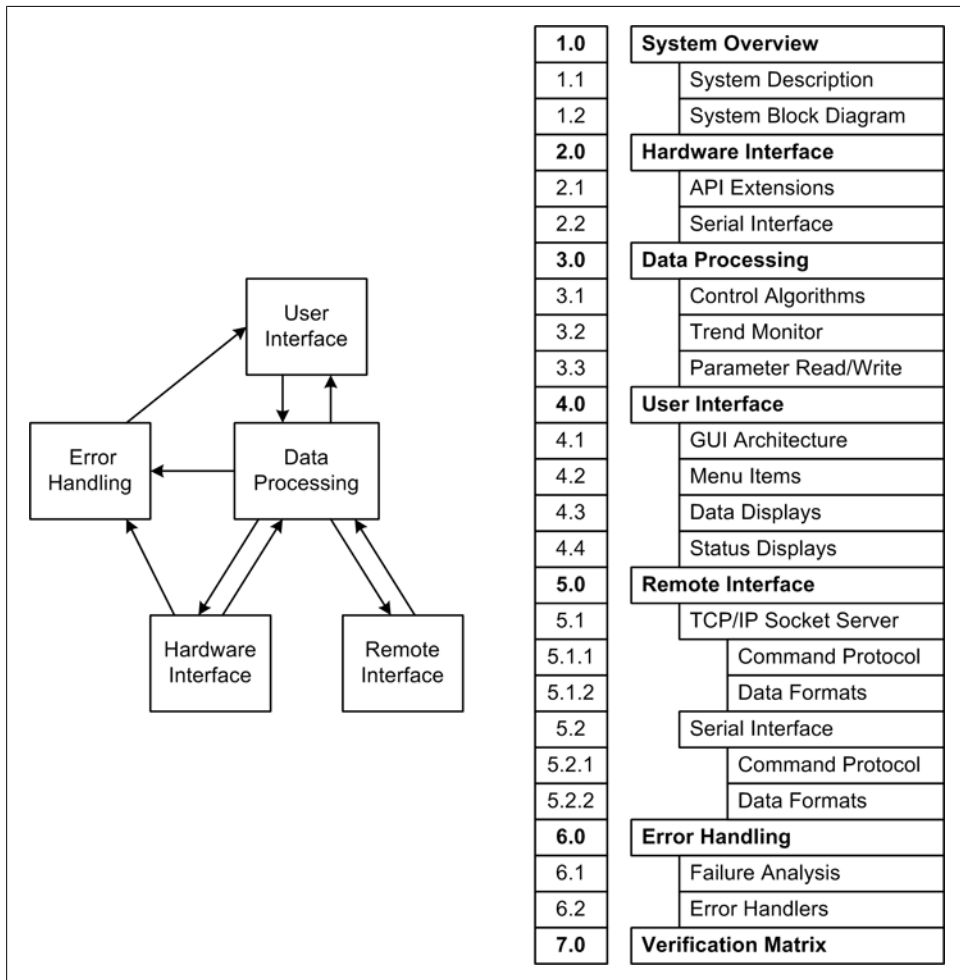 User
Interface
Error
Handling
Data
Processing
Hardware
Interface
Remote
Interface
1.0 System Overview
1.1 System Description
1.2 System Block Diagram
2.0 Hardware Interface
2.1 API Extensions
2.2 Serial Interface
3.0 Data Processing
3.1 Control Algorithms
3.2 Trend Monitor
3.3 Parameter Read/Write
4.0 User Interface
4.1 GUI Architecture
4.2 Menu Items
4.3 Data Displays
4.4 Status Displays
5.0 Remote Interface
5.1 TCP/IP Socket Server
5.1.1 Command Protocol
5.1.2 Data Formats
5.2 Serial Interface
5.2.1 Command Protocol
5.2.2 Data Formats
6.0 Error Handling
6.1 Failure Analysis
6.2 Error Handlers
7.0 Verification Matrix